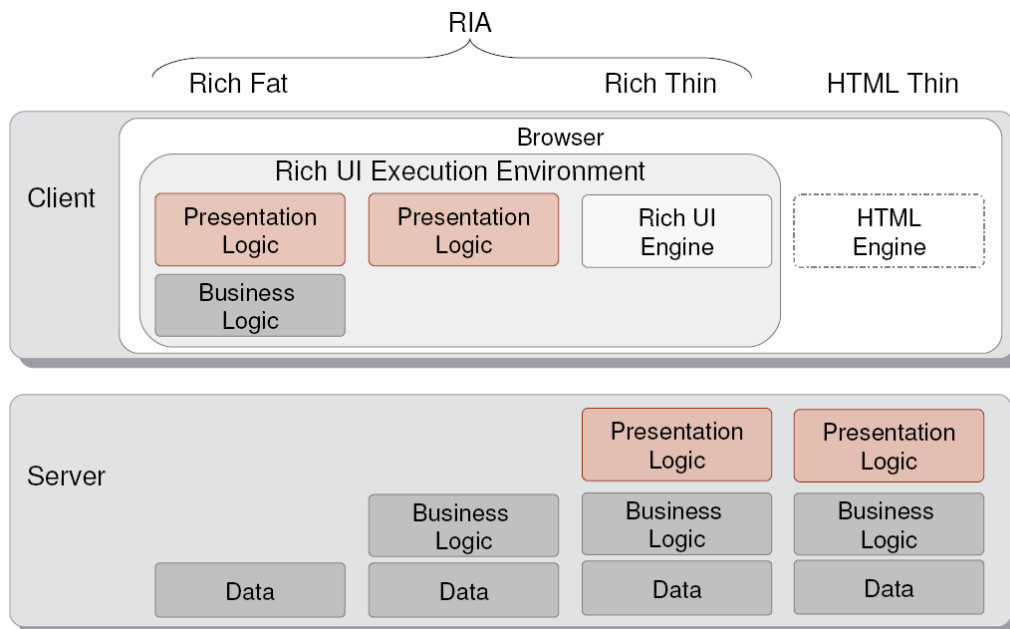 RIA
Rich Fat
Rich Thin
HTML Thin
Browser
Rich UI Execution Environment
Client
Presentation
Logic
Presentation
Logic
Rich UI
Engine
HTML
Engine
Business
Logic
Presentation
Logic
Presentation
Logic
Server
Business
Logic
Business
Logic
Business
Logic
Data
Data
Data
Data